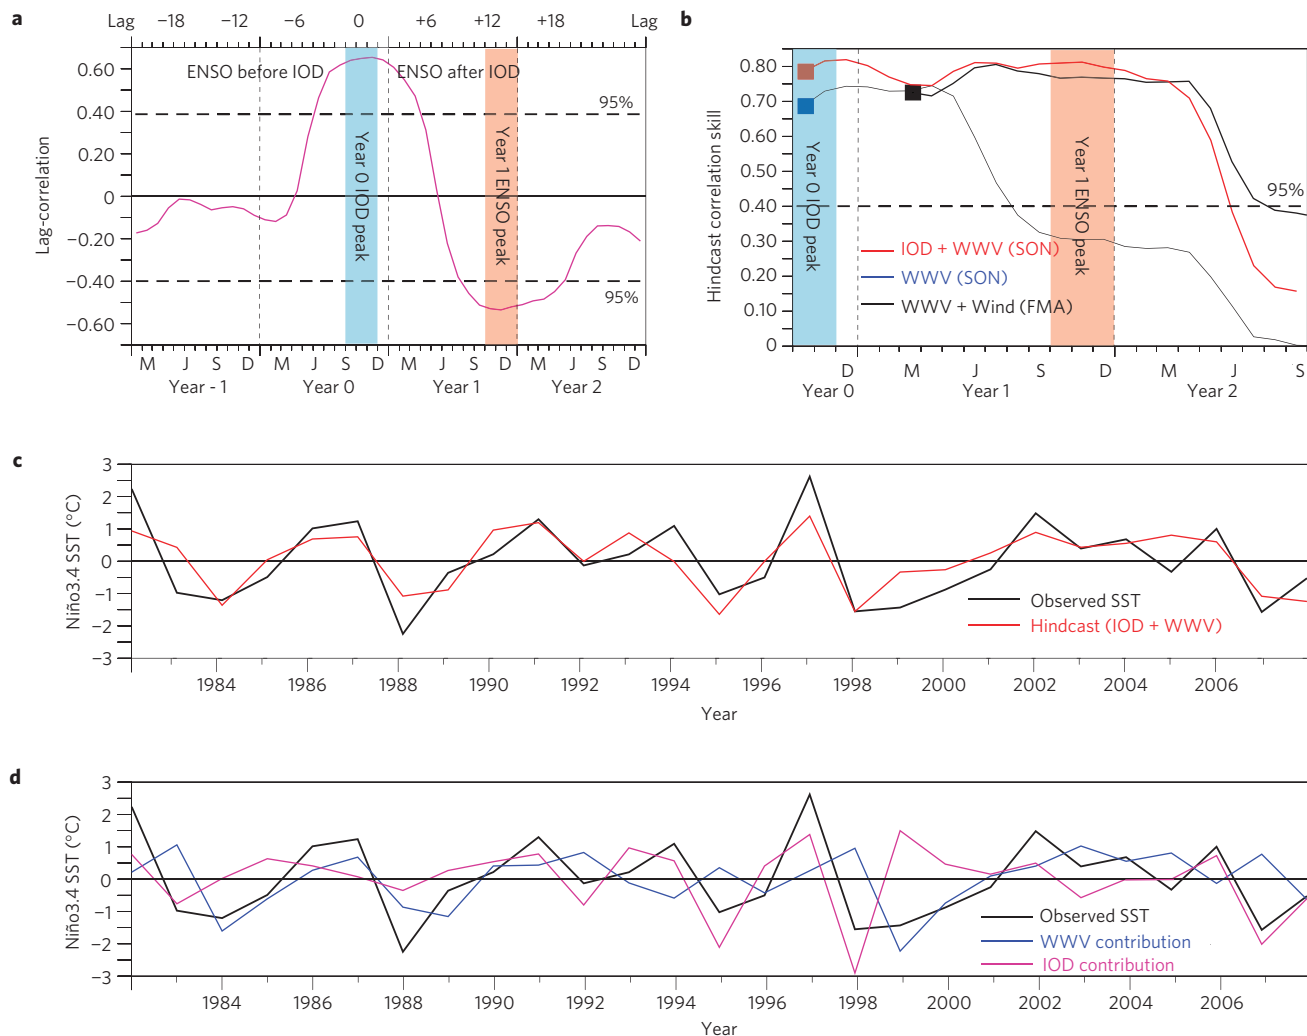 a
Lag −18 −12 −6 0 +6 +12 +18 Lag
ENSO before IOD
ENSO after IOD
0.60
0.40
0.20
0
−0.20
−0.40
−0.60
95%
95%
Lag-correlation
Year 0 IOD peak
Year 1 ENSO peak
M J S D M J S D M J S D M J S D
Year - 1 Year 0 Year 1 Year 2
b
0.80
0.70
0.60
0.50
0.40
0.30
0.20
0.10
0
Hindcast correlation skill
95%
Year 0 IOD peak
Year 1 ENSO peak
IOD + WWV (SON)
WWV (SON)
WWV + Wind (FMA)
D M J S D M J S
Year 0 Year 1 Year 2
c
3
2
1
0
−1
−2
−3
Niño3.4 SST (°C)
Observed SST
Hindcast (IOD + WWV)
1984 1986 1988 1990 1992 1994 1996 1998 2000 2002 2004 2006
Year
d
3
2
1
0
−1
−2
−3
Niño3.4 SST (°C)
Observed SST
WWV contribution
IOD contribution
1984 1986 1988 1990 1992 1994 1996 1998 2000 2002 2004 2006
Year